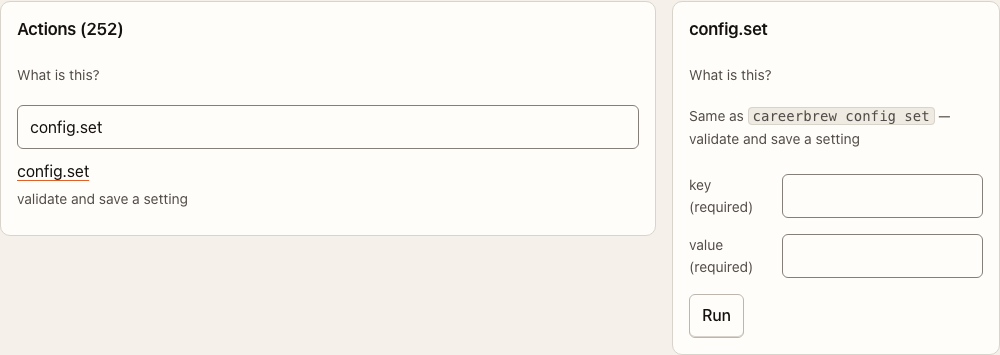 Actions (252)
What is this?
config.set
config.set
validate and save a setting
config.set
What is this?
Same as careerbrew config set —
validate and save a setting
key
(required)
value
(required)
Run